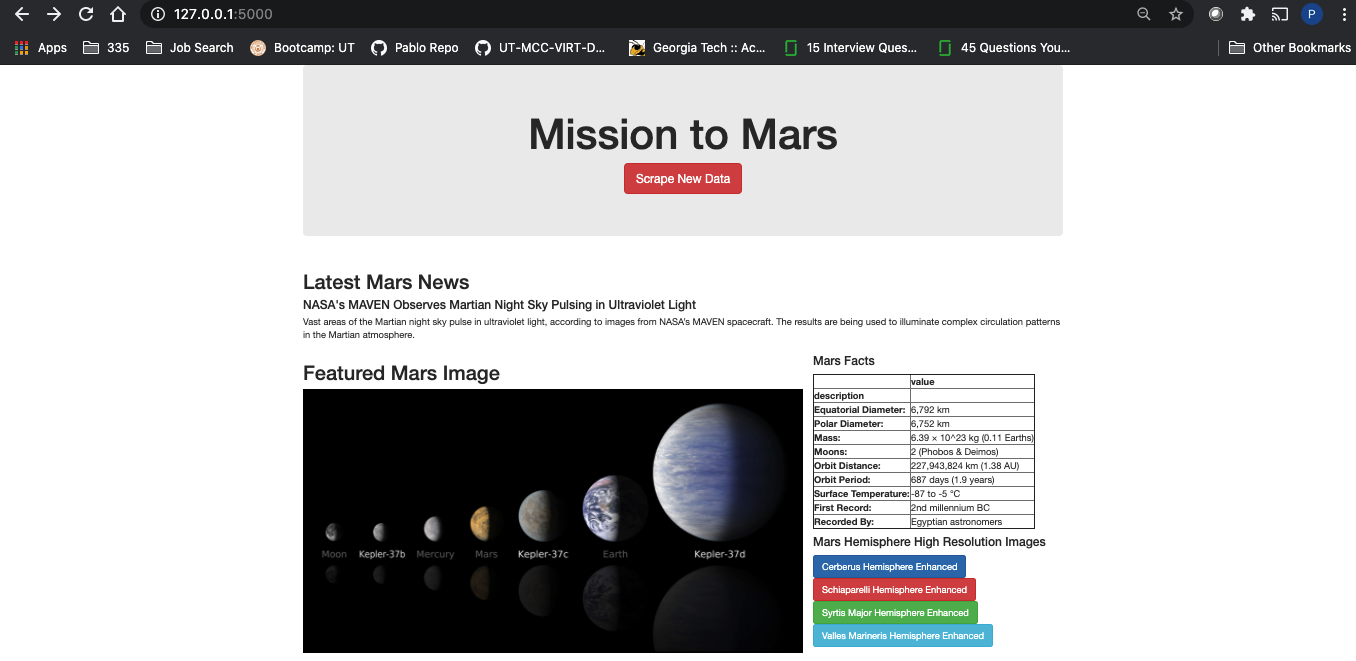 127.0.0.1:5000
P
Apps 335 Job Search Bootcamp: UT Pablo Repo UT-MCC-VIRT-D... Georgia Tech :: Ac... 15 Interview Ques... 45 Questions You... Other Bookmarks
Mission to Mars
Scrape New Data
Latest Mars News
NASA's MAVEN Observes Martian Night Sky Pulsing in Ultraviolet Light
Vast areas of the Martian night sky pulse in ultraviolet light, according to images from NASA's MAVEN spacecraft. The results are being used to illuminate complex circulation patterns
in the Martian atmosphere.
Featured Mars Image
Moon Kepler-37b Mercury Mars Kepler-37c Earth Kepler-37d
Mars Facts
value
description
Equatorial Diameter: 6,792 km
Polar Diameter: 6,752 km
Mass: 6.39 × 10^23 kg (0.11 Earths)
Moons: 2 (Phobos & Deimos)
Orbit Distance: 227,943,824 km (1.38 AU)
Orbit Period: 687 days (1.9 years)
Surface Temperature: -87 to -5 °C
First Record: 2nd millennium BC
Recorded By: Egyptian astronomers
Mars Hemisphere High Resolution Images
Cerberus Hemisphere Enhanced
Schiaparelli Hemisphere Enhanced
Syrtis Major Hemisphere Enhanced
Valles Marineris Hemisphere Enhanced